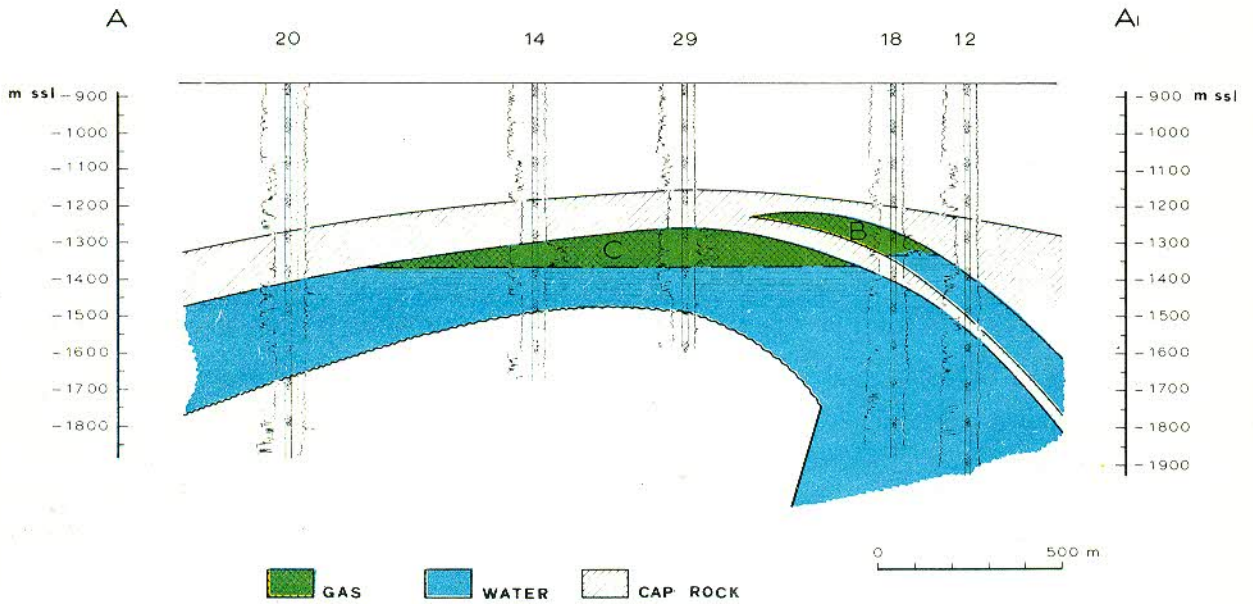 A A1
20 14 29 18 12
m ssl -900 -900 m ssl
-1000 -1000
-1100 -1100
-1200 -1200
-1300 B -1300
C
-1400 -1400
-1500 -1500
-1600 -1600
-1700 -1700
-1800 -1800
-1900
0 500 m
GAS WATER CAP ROCK